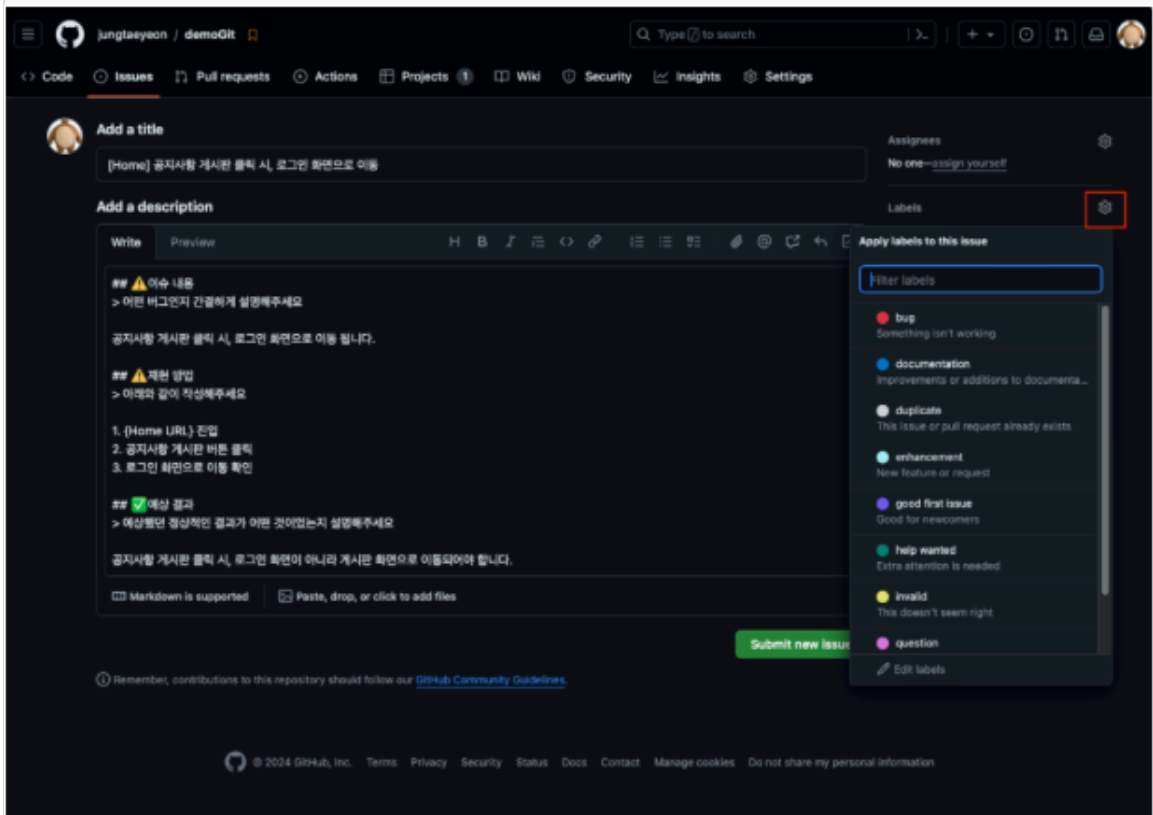 jungtaeyeon / demoGit
Type / to search
Code Issues Pull requests Actions Projects 1 Wiki Security Insights Settings
Add a title
[Home] 공지사항 게시판 클릭 시, 로그인 화면으로 이동
Assignees
No one—assign yourself
Labels
Add a description
Write Preview
H B I
Apply labels to this issue
Filter labels
## ⚠️이슈 내용
> 어떤 버그인지 간결하게 설명해주세요
공지사항 게시판 클릭 시, 로그인 화면으로 이동 됩니다.
## ⚠️재현 방법
> 아래와 같이 작성해주세요
1. {Home URL} 진입
2. 공지사항 게시판 버튼 클릭
3. 로그인 화면으로 이동 확인
## ✅예상 결과
> 예상했던 정상적인 결과가 어떤 것이었는지 설명해주세요
공지사항 게시판 클릭 시, 로그인 화면이 아니라 게시판 화면으로 이동되어야 합니다.
bug
Something isn't working
documentation
Improvements or additions to documenta...
duplicate
This issue or pull request already exists
enhancement
New feature or request
good first issue
Good for newcomers
help wanted
Extra attention is needed
invalid
This doesn't seem right
question
Edit labels
Markdown is supported
Paste, drop, or click to add files
Submit new issue
Remember, contributions to this repository should follow our GitHub Community Guidelines.
© 2024 GitHub, Inc. Terms Privacy Security Status Docs Contact Manage cookies Do not share my personal information